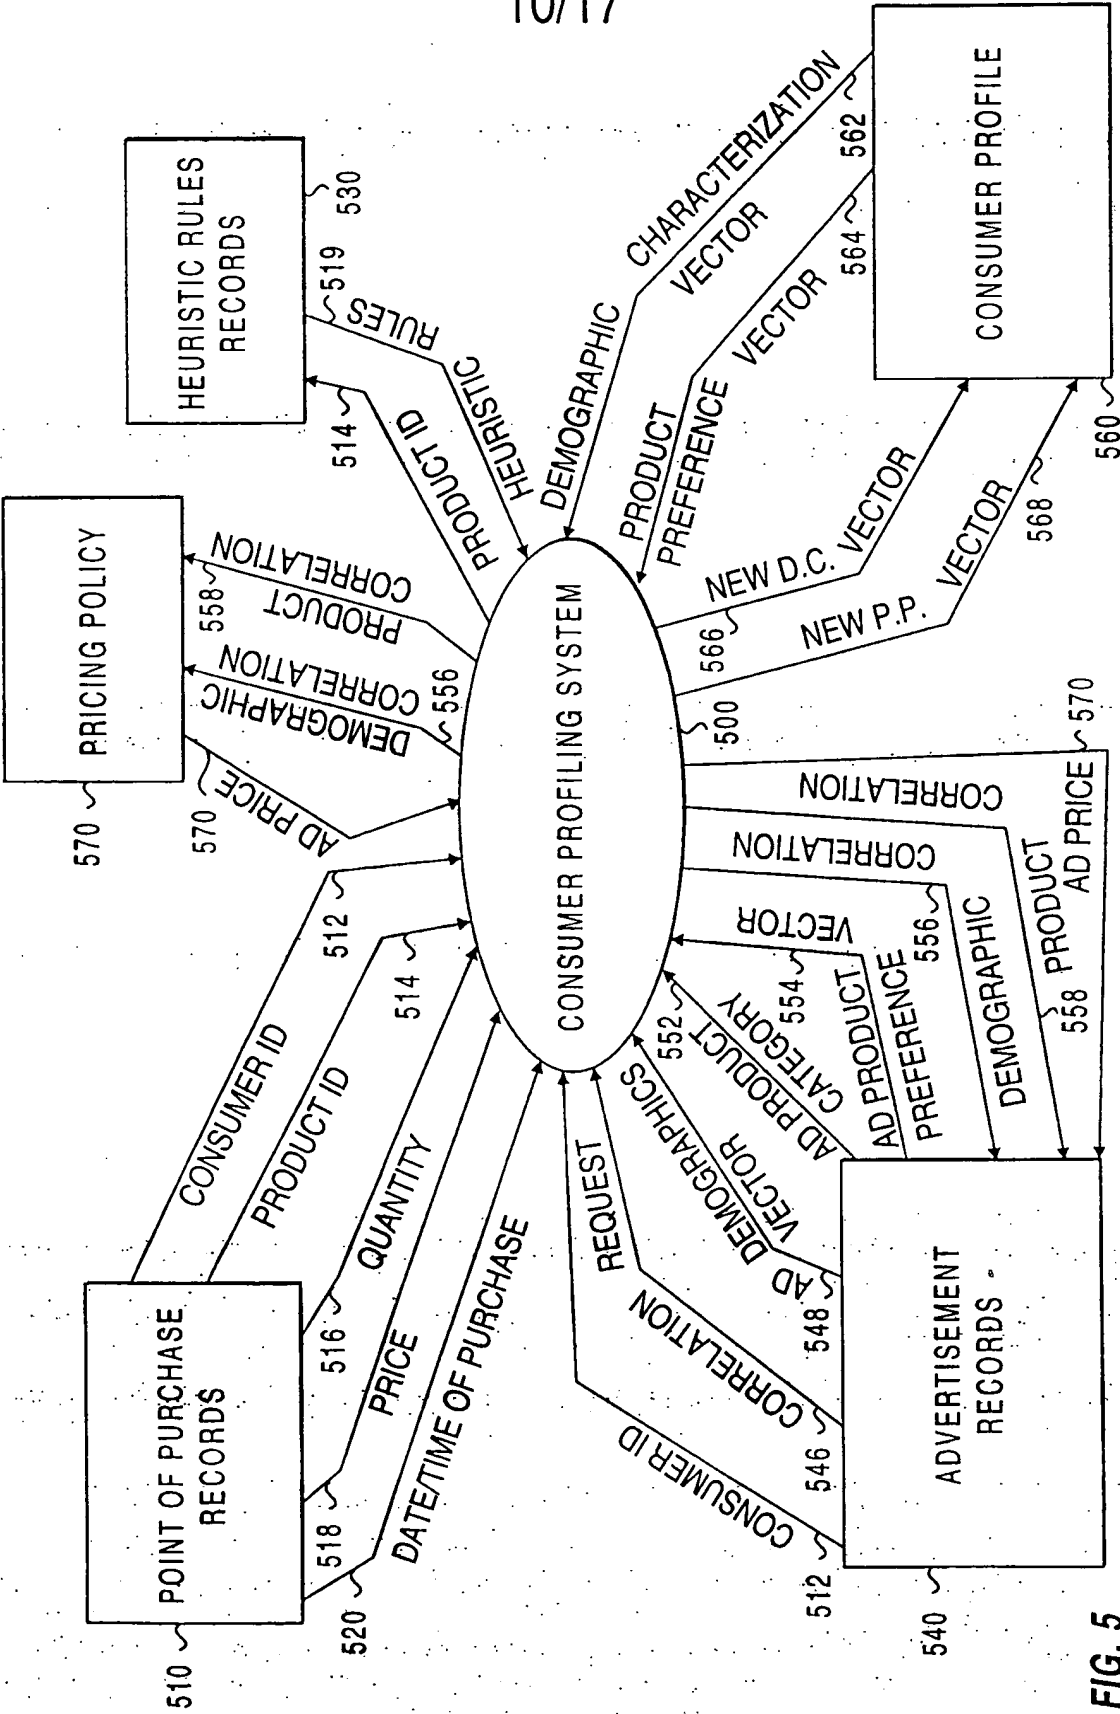 10/17
POINT OF PURCHASE
RECORDS
510
CONSUMER ID
512
PRODUCT ID
514
QUANTITY
516
PRICE
518
DATE/TIME OF PURCHASE
520
PRICING POLICY
570
AD PRICE
570
DEMOGRAPHIC
CORRELATION
556
PRODUCT
CORRELATION
558
HEURISTIC RULES
RECORDS
530
PRODUCT ID
514
HEURISTIC
RULES
519
CONSUMER PROFILING SYSTEM
500
DEMOGRAPHIC
CHARACTERIZATION
VECTOR
562
PRODUCT
PREFERENCE
VECTOR
564
NEW D.C. VECTOR
566
NEW P.P. VECTOR
568
CONSUMER PROFILE
560
ADVERTISEMENT
RECORDS
540
CONSUMER ID
512
CORRELATION
REQUEST
546
AD DEMOGRAPHICS
VECTOR
548
AD PRODUCT
CATEGORY
552
AD PRODUCT
PREFERENCE
VECTOR
554
DEMOGRAPHIC
CORRELATION
556
PRODUCT
CORRELATION
558
AD PRICE
570
FIG. 5